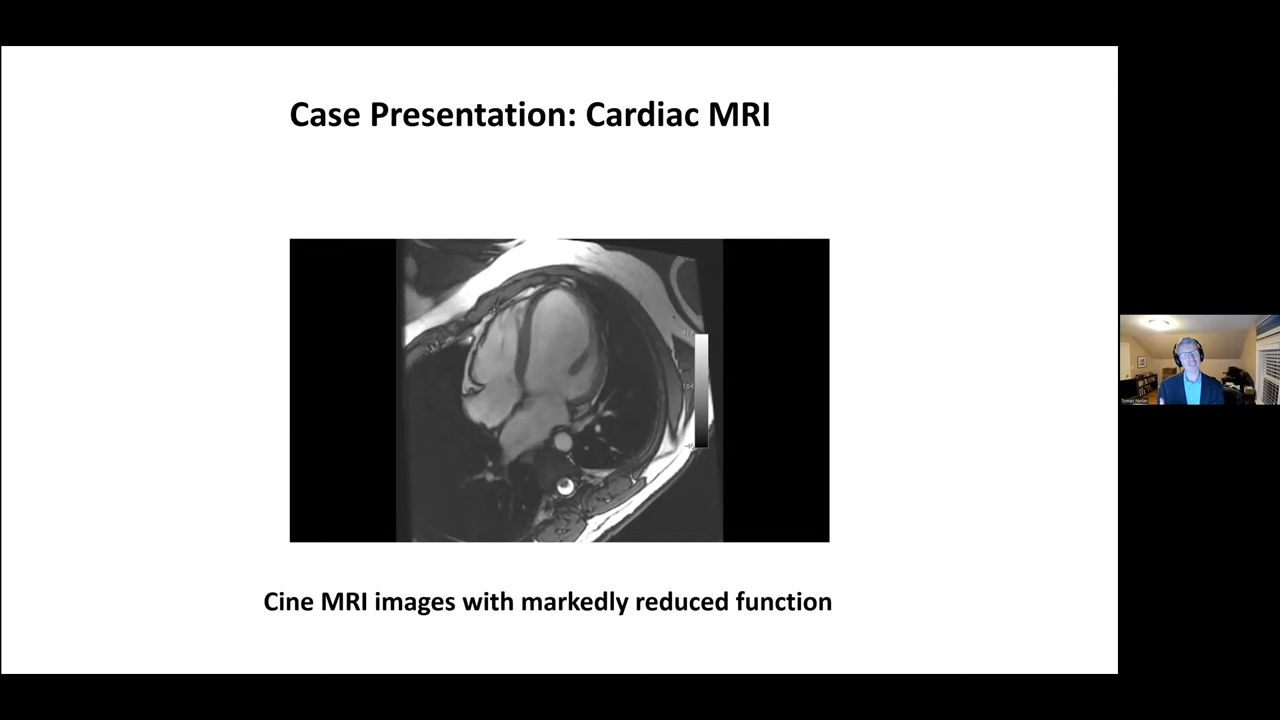 Case Presentation: Cardiac MRI
Cine MRI images with markedly reduced function